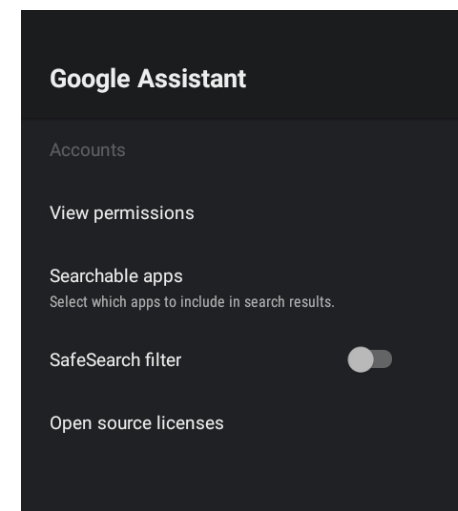 Google Assistant
Accounts
View permissions
Searchable apps
Select which apps to include in search results.
SafeSearch filter
Open source licenses